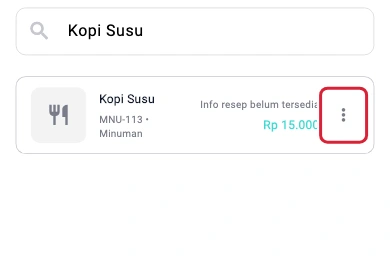 Kopi Susu
Kopi Susu
Info resep belum tersedia
MNU-113 •
Minuman
Rp 15.000